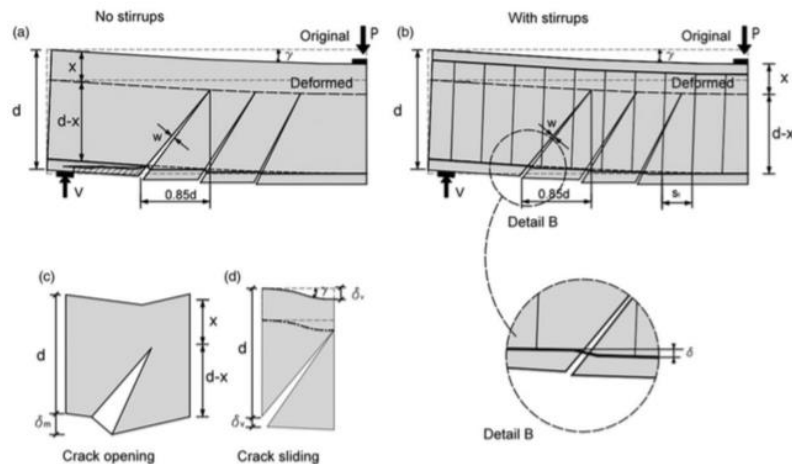 No stirrups
With stirrups
(a)
Original
P
γ
x
Deformed
d
d-x
w
V
0.85d
(b)
Original
P
γ
Deformed
x
d
d-x
w
V
0.85d
Detail B
(c)
d
x
d-x
δm
Crack opening
(d)
γ
δv
d
δv
Crack sliding
δ
Detail B